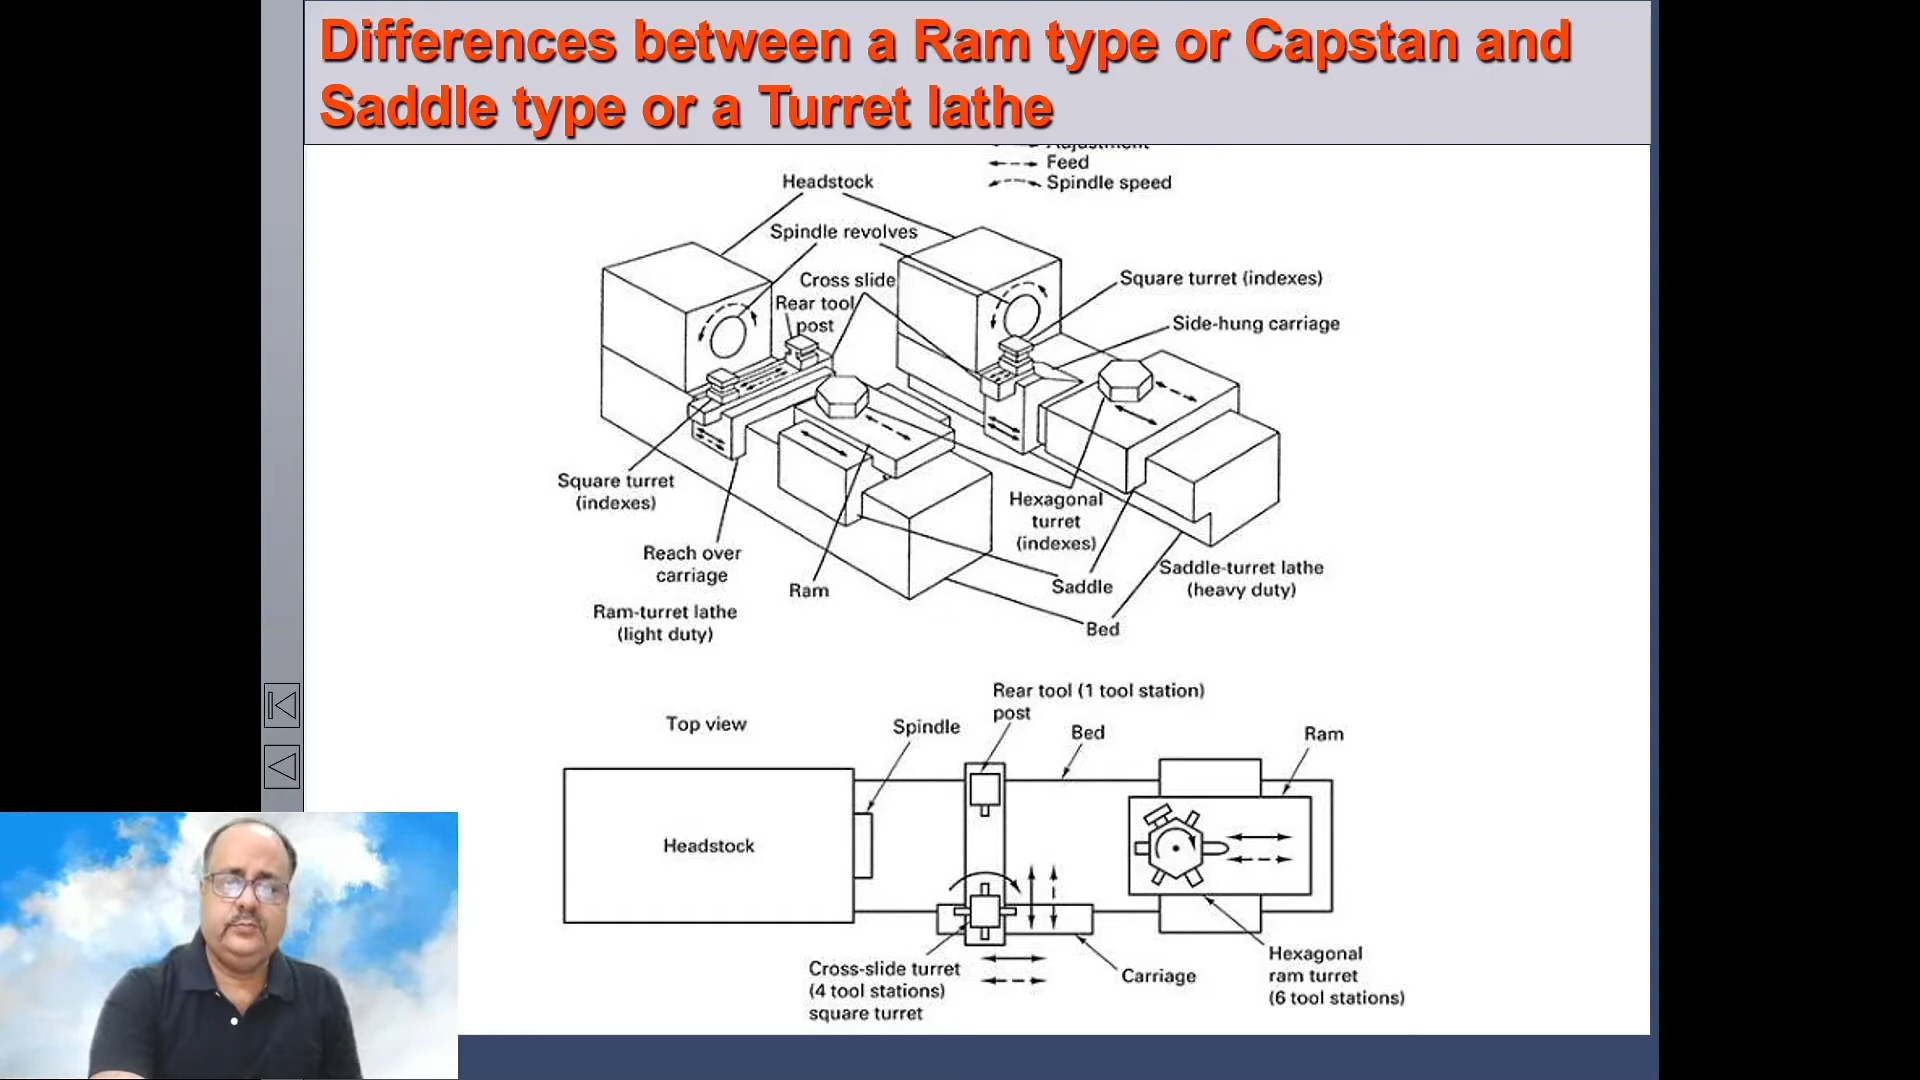 Differences between a Ram type or Capstan and
Saddle type or a Turret lathe
Adjustment
Feed
Spindle speed
Headstock
Spindle revolves
Cross slide
Rear tool
post
Square turret (indexes)
Side-hung carriage
Square turret
(indexes)
Reach over
carriage
Ram
Ram-turret lathe
(light duty)
Hexagonal
turret
(indexes)
Saddle
Saddle-turret lathe
(heavy duty)
Bed
Top view
Spindle
Rear tool (1 tool station)
post
Bed
Ram
Headstock
Cross-slide turret
(4 tool stations)
square turret
Carriage
Hexagonal
ram turret
(6 tool stations)